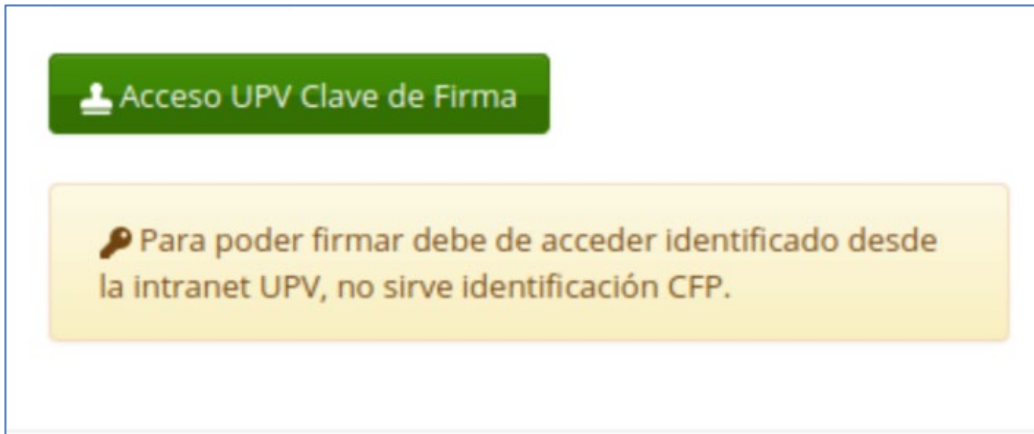 Acceso UPV Clave de Firma
Para poder firmar debe de acceder identificado desde
la intranet UPV, no sirve identificación CFP.